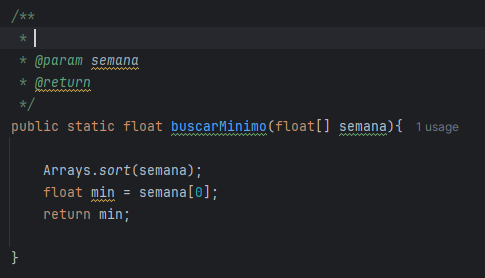 /**
 *
 * @param semana
 * @return
 */
public static float buscarMinimo(float[] semana){ 1 usage
Arrays.sort(semana);
float min = semana[0];
return min;
}